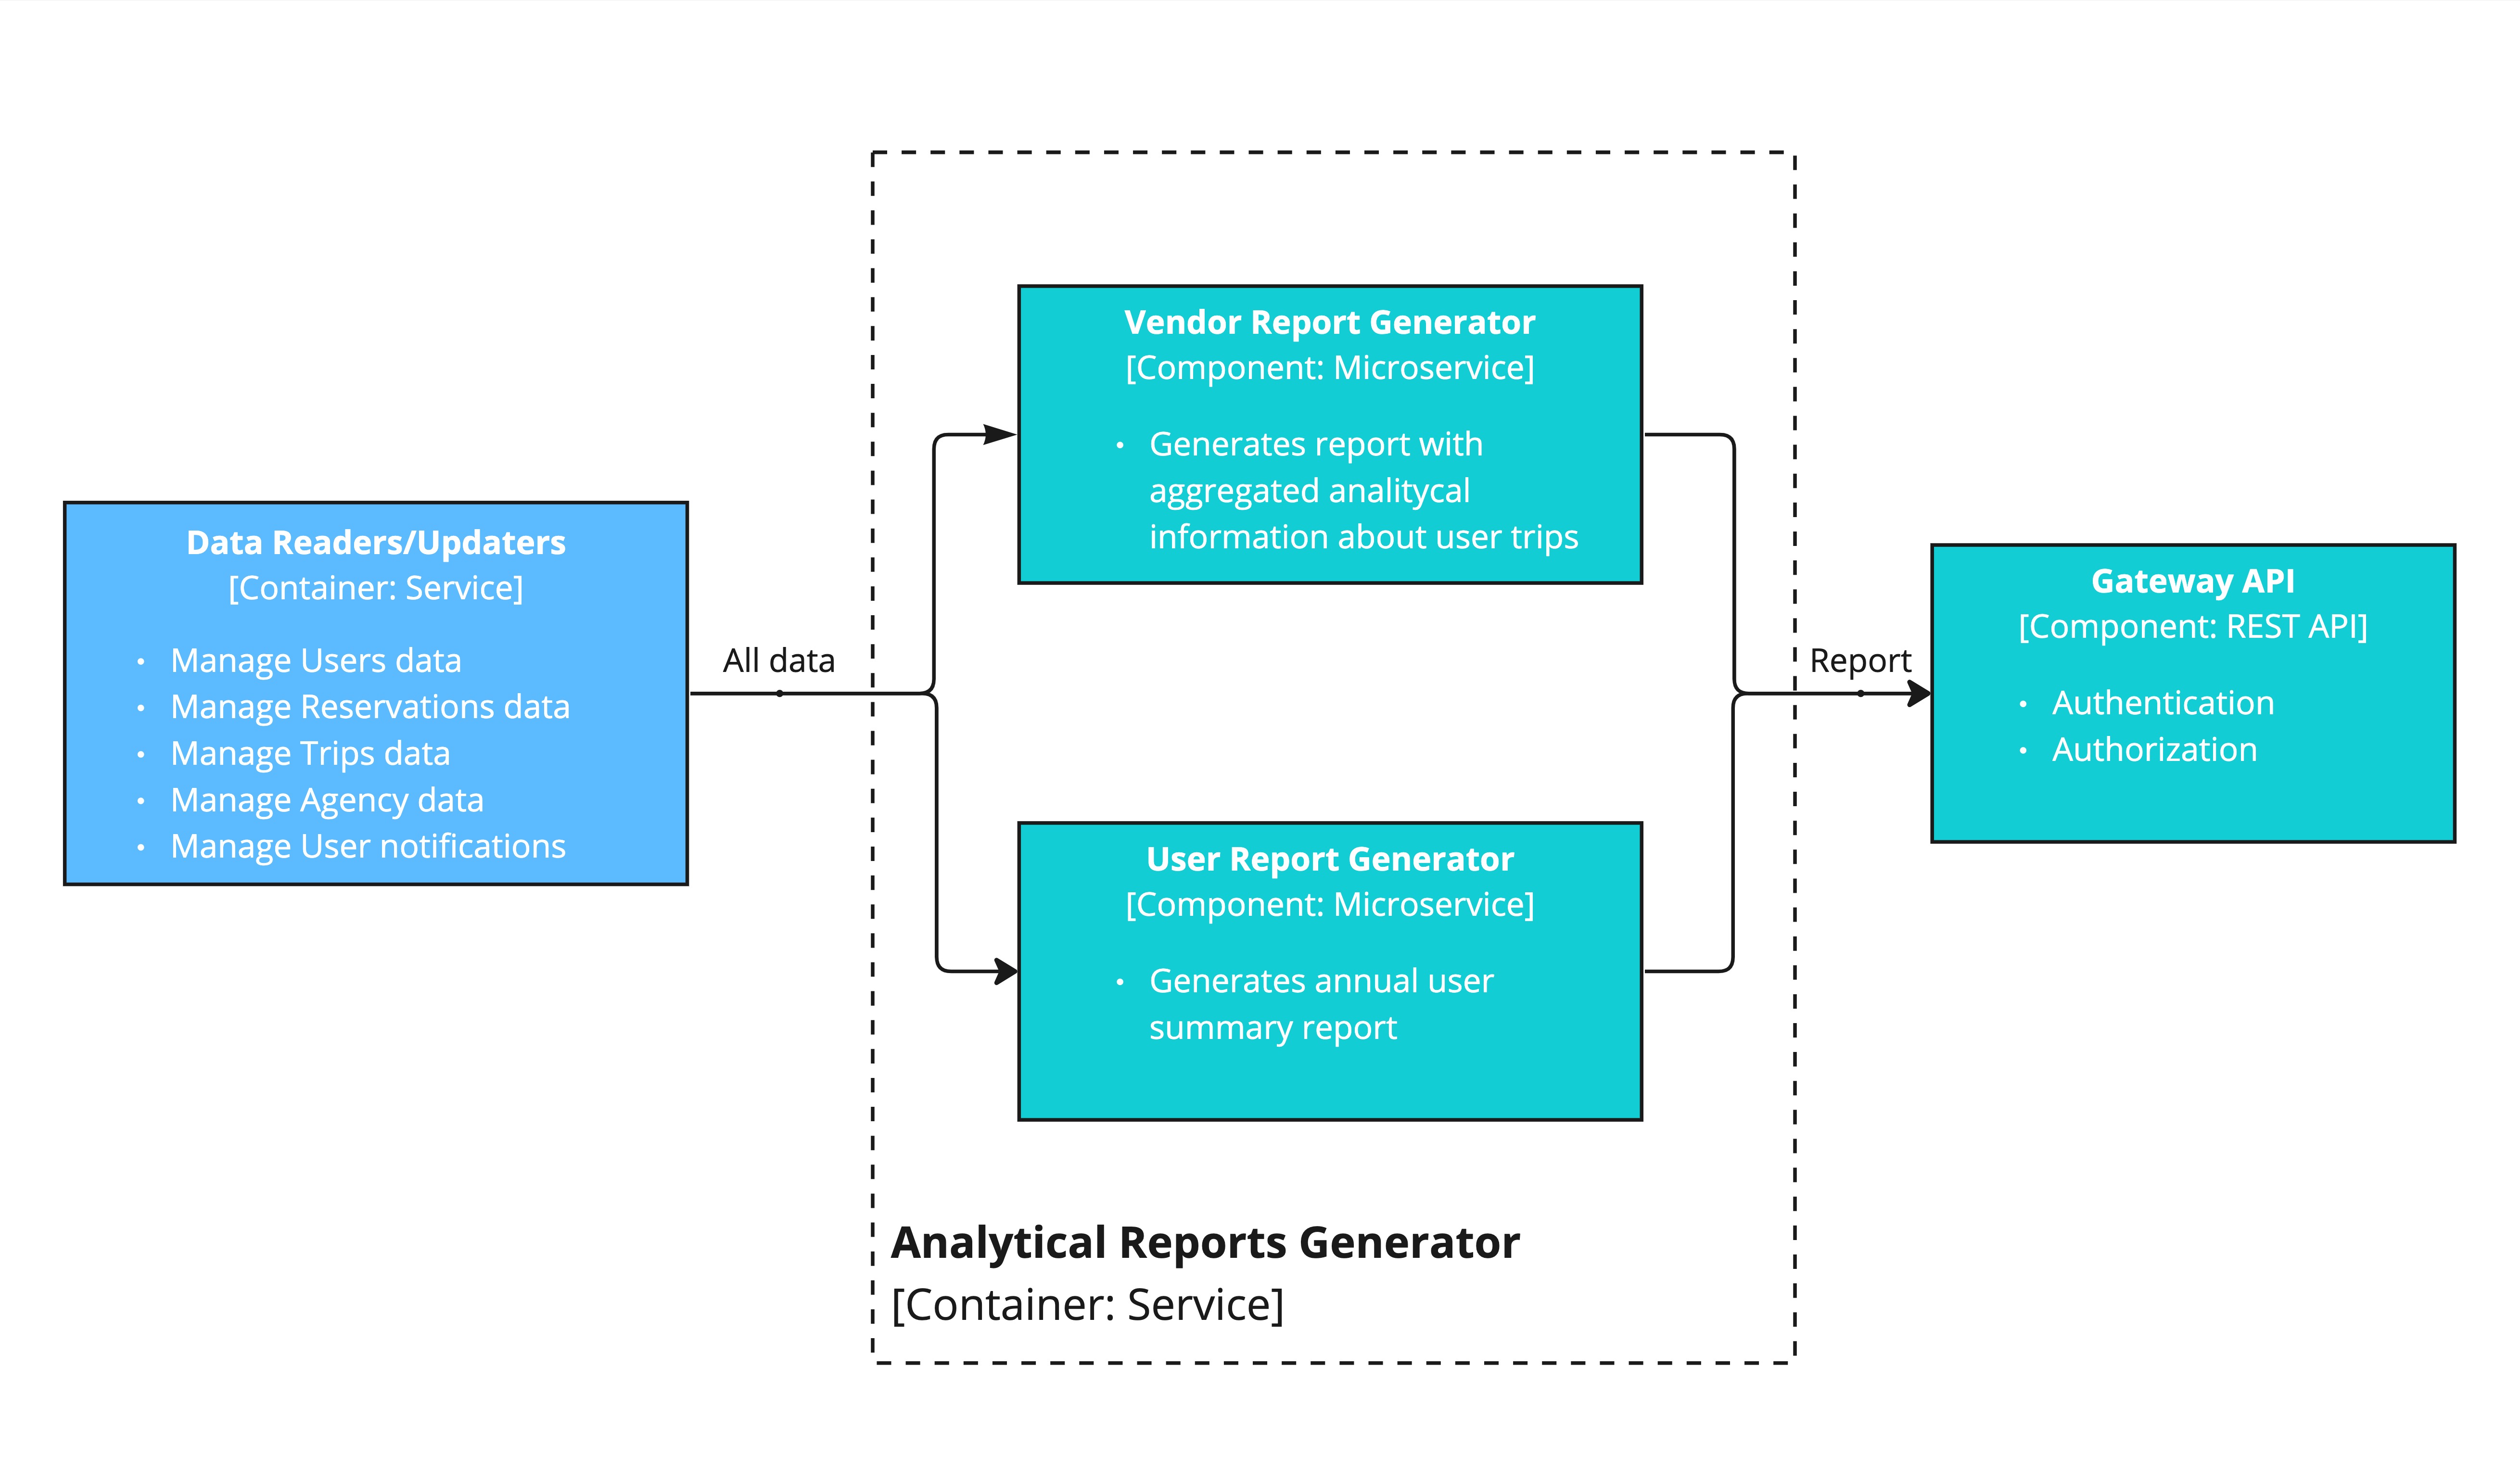 Data Readers/Updaters
[Container: Service]
• Manage Users data
• Manage Reservations data
• Manage Trips data
• Manage Agency data
• Manage User notifications
All data
Vendor Report Generator
[Component: Microservice]
• Generates report with
aggregated analitycal
information about user trips
User Report Generator
[Component: Microservice]
• Generates annual user
summary report
Analytical Reports Generator
[Container: Service]
Report
Gateway API
[Component: REST API]
• Authentication
• Authorization